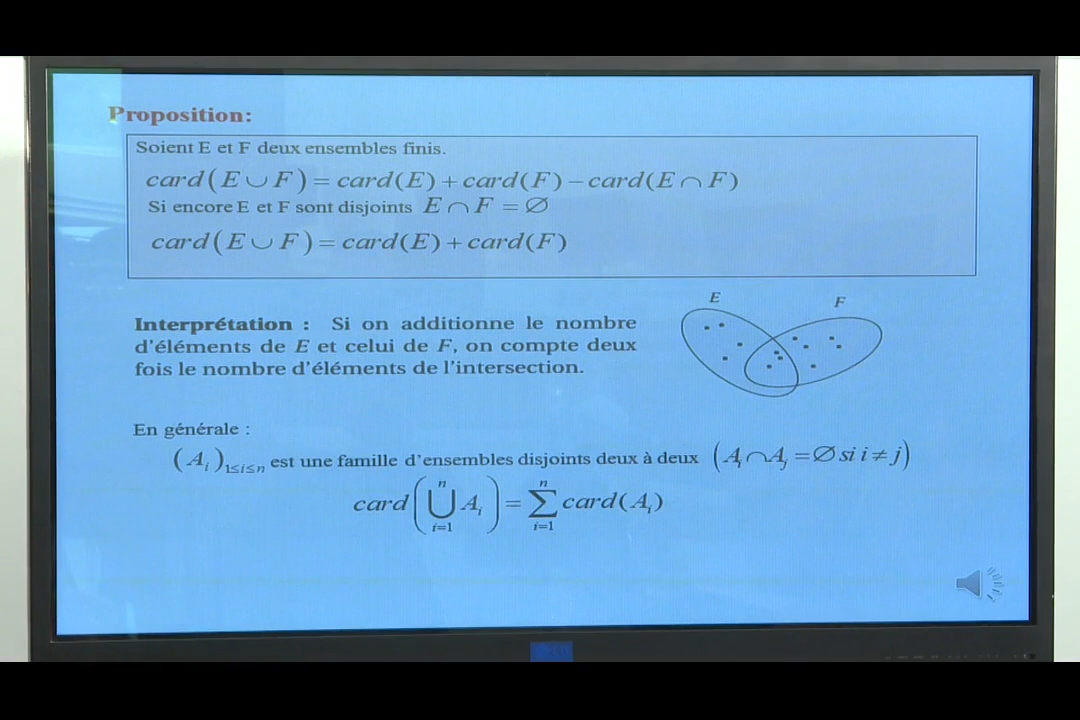 Proposition:
Soient E et F deux ensembles finis.
card(E ∪ F) = card(E) + card(F) − card(E ∩ F)
Si encore E et F sont disjoints E ∩ F = ∅
card(E ∪ F) = card(E) + card(F)
E F
Interprétation : Si on additionne le nombre
d'éléments de E et celui de F, on compte deux
fois le nombre d'éléments de l'intersection.
En générale :
(Aᵢ)₁≤ᵢ≤ₙ est une famille d'ensembles disjoints deux à deux (Aᵢ ∩ Aⱼ = ∅ si i ≠ j)
card(⋃ᵢ₌₁ⁿ Aᵢ) = ∑ᵢ₌₁ⁿ card(Aᵢ)